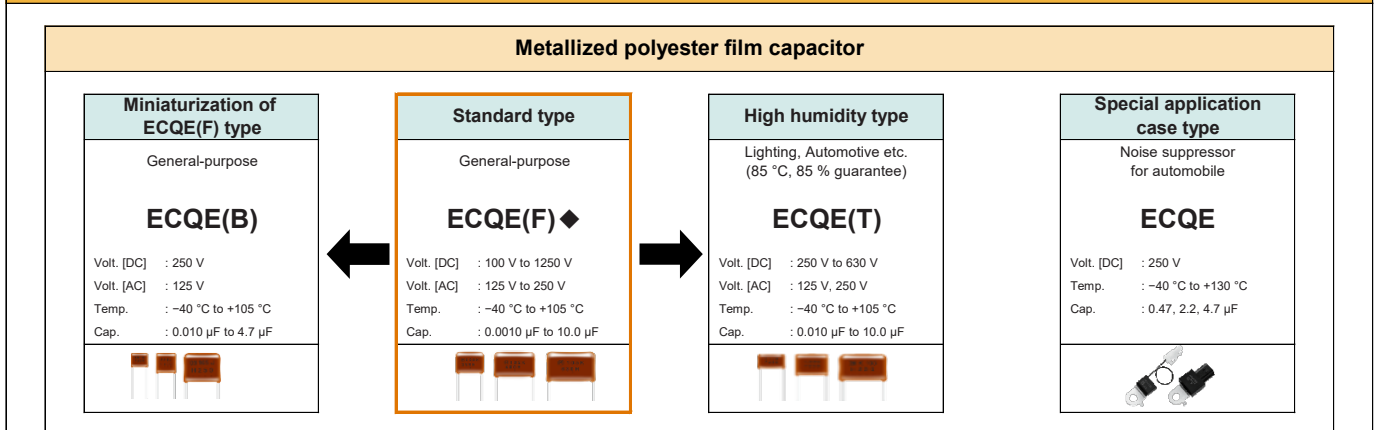 Metallized polyester film capacitor
Miniaturization of
ECQE(F) type
General-purpose
ECQE(B)
Volt. [DC] : 250 V
Volt. [AC] : 125 V
Temp. : −40 °C to +105 °C
Cap. : 0.010 µF to 4.7 µF
Standard type
General-purpose
ECQE(F)◆
Volt. [DC] : 100 V to 1250 V
Volt. [AC] : 125 V to 250 V
Temp. : −40 °C to +105 °C
Cap. : 0.0010 µF to 10.0 µF
High humidity type
Lighting, Automotive etc.
(85 °C, 85 % guarantee)
ECQE(T)
Volt. [DC] : 250 V to 630 V
Volt. [AC] : 125 V, 250 V
Temp. : −40 °C to +105 °C
Cap. : 0.010 µF to 10.0 µF
Special application
case type
Noise suppressor
for automobile
ECQE
Volt. [DC] : 250 V
Temp. : −40 °C to +130 °C
Cap. : 0.47, 2.2, 4.7 µF